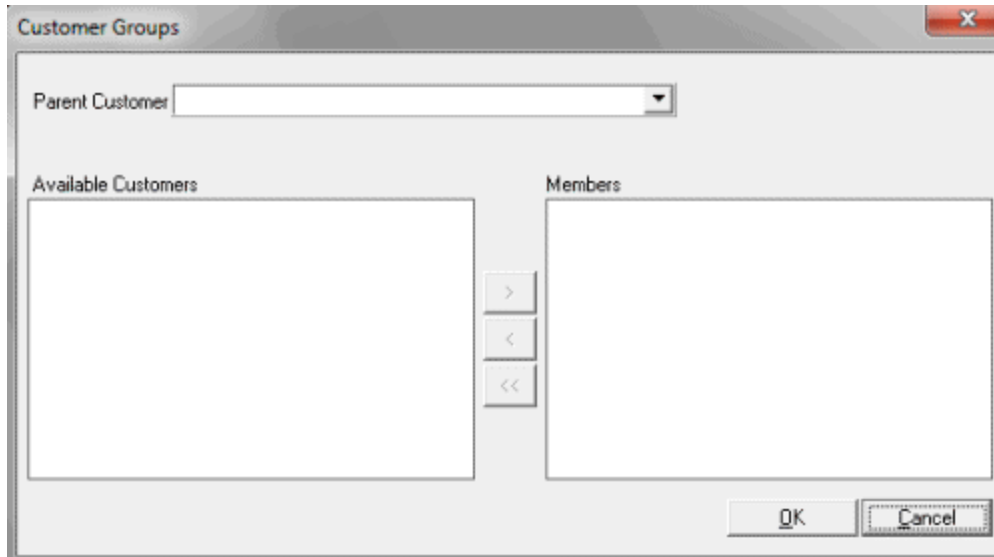 Customer Groups
Parent Customer
Available Customers
Members
>
<
<<
OK
Cancel